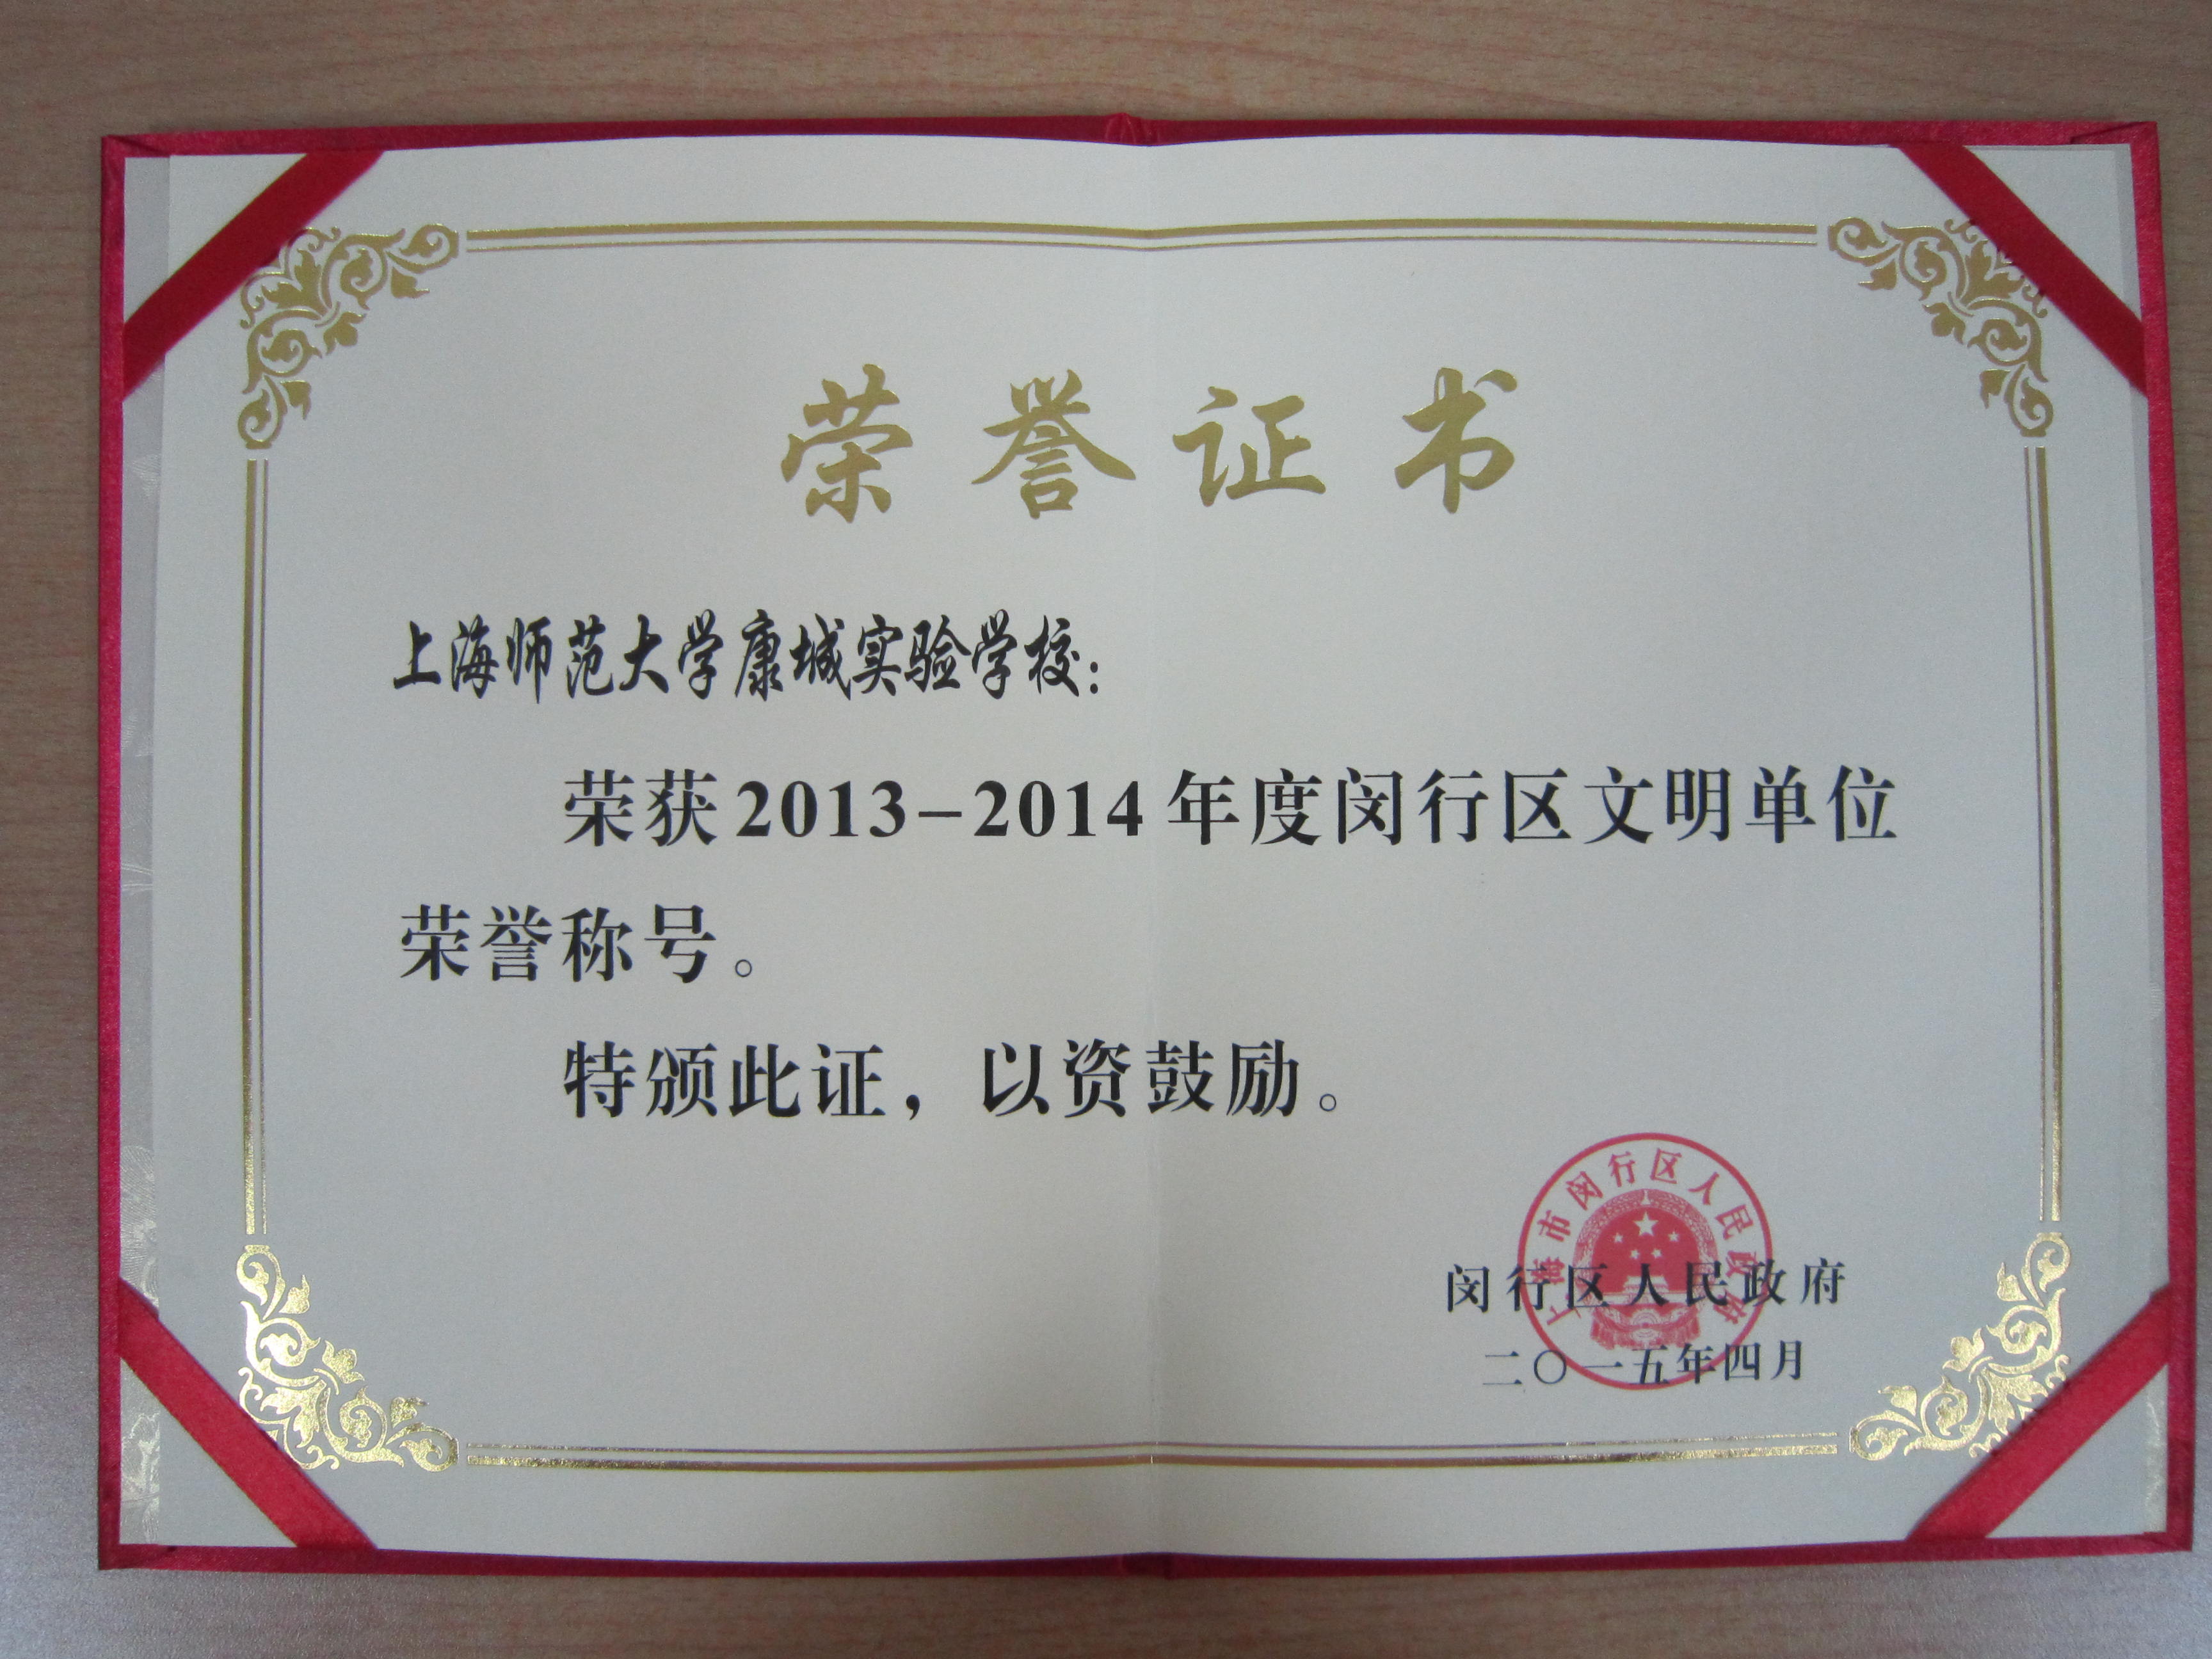 荣誉证书
上海师范大学康城实验学校：
荣获2013-2014年度闵行区文明单位
荣誉称号。
特颁此证，以资鼓励。
闵行区人民政府
二〇一五年四月
上海市闵行区人民政府